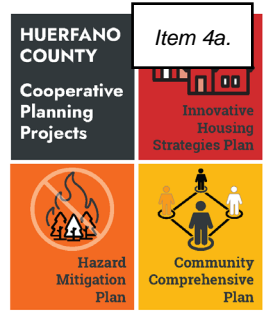 HUERFANO
COUNTY
Cooperative
Planning
Projects
Item 4a.
Innovative
Housing
Strategies Plan
Hazard
Mitigation
Plan
Community
Comprehensive
Plan